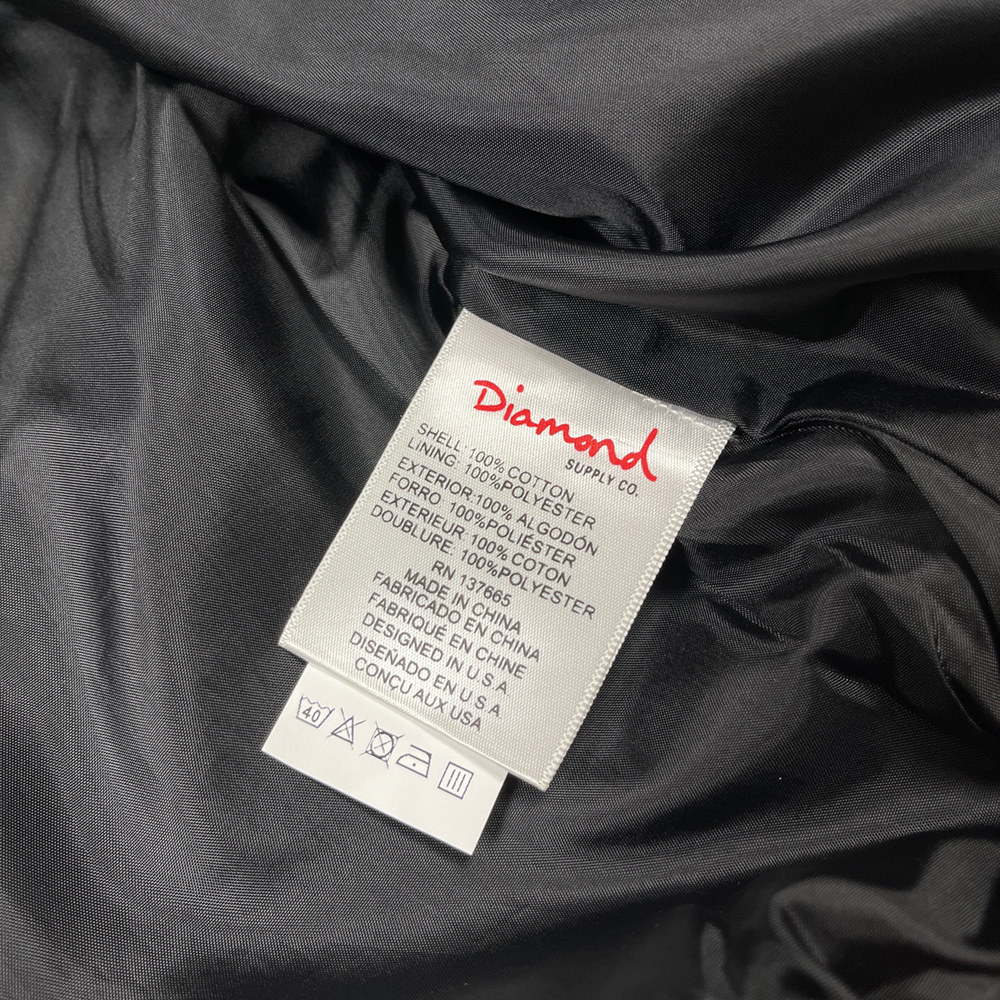 Diamond
SUPPLY CO.
SHELL: 100% COTTON
LINING: 100%POLYESTER
EXTERIOR:100% ALGODÓN
FORRO: 100%POLIÉSTER
EXTERIEUR: 100% COTON
DOUBLURE: 100%POLYESTER
RN 137665
MADE IN CHINA
FABRICADO EN CHINA
FABRIQUÉ EN CHINE
DESIGNED IN U.S.A
DISENADO EN U.S.A
CONÇU AUX USA
40